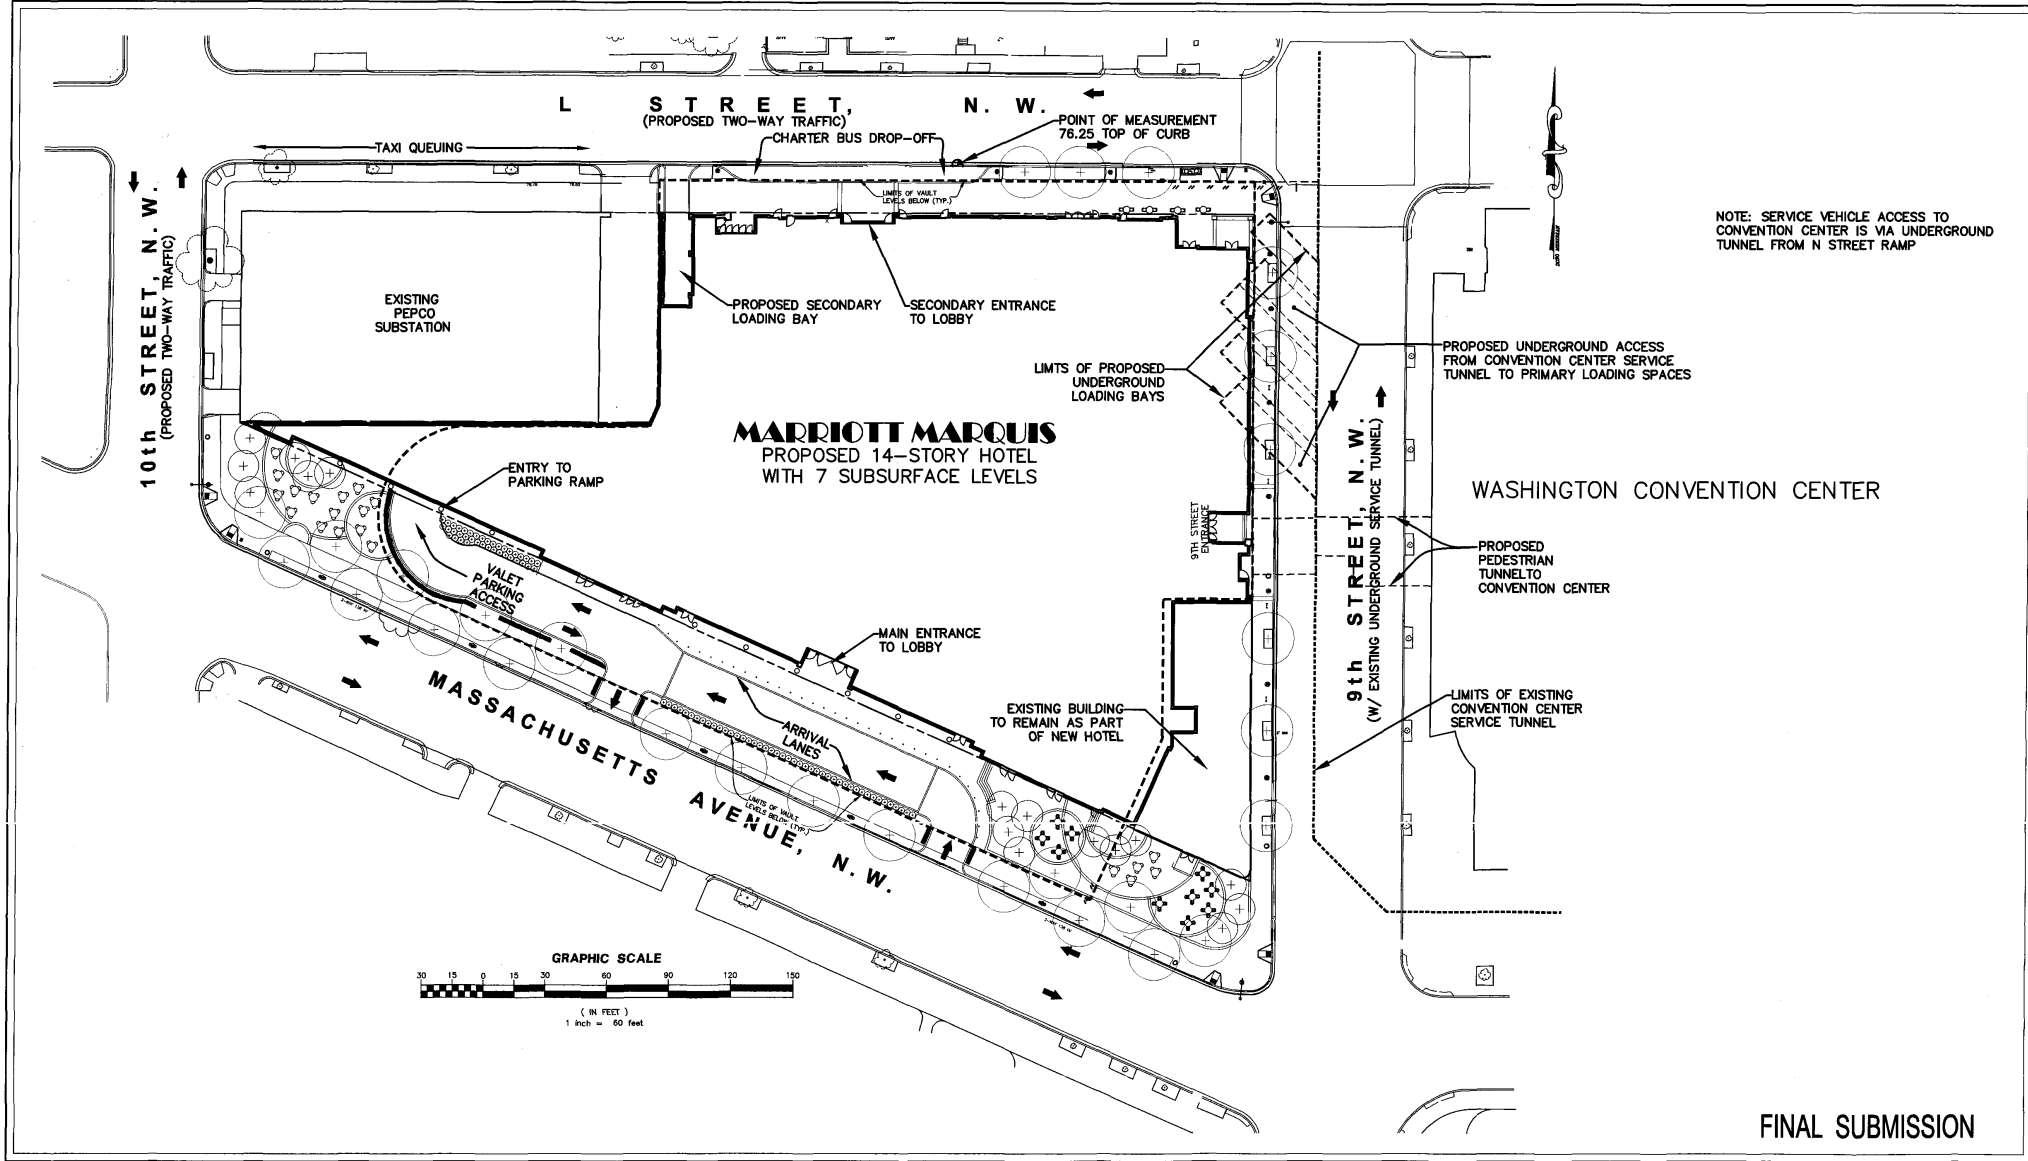 L STREET, N. W.
(PROPOSED TWO-WAY TRAFFIC)
CHARTER BUS DROP-OFF
POINT OF MEASUREMENT
76.25 TOP OF CURB
TAXI QUEUING
LIMITS OF VAULT
LEVELS BELOW (TYP.)
10th STREET, N. W.
(PROPOSED TWO-WAY TRAFFIC)
EXISTING
PEPCO
SUBSTATION
PROPOSED SECONDARY
LOADING BAY
SECONDARY ENTRANCE
TO LOBBY
NOTE: SERVICE VEHICLE ACCESS TO
CONVENTION CENTER IS VIA UNDERGROUND
TUNNEL FROM N STREET RAMP
LIMTS OF PROPOSED
UNDERGROUND
LOADING BAYS
PROPOSED UNDERGROUND ACCESS
FROM CONVENTION CENTER SERVICE
TUNNEL TO PRIMARY LOADING SPACES
MARRIOTT MARQUIS
PROPOSED 14-STORY HOTEL
WITH 7 SUBSURFACE LEVELS
ENTRY TO
PARKING RAMP
VALET
PARKING
ACCESS
9TH STREET
ENTRANCE
9th STREET, N. W.
(W/ EXISTING UNDERGROUND SERVICE TUNNEL)
WASHINGTON CONVENTION CENTER
PROPOSED
PEDESTRIAN
TUNNELTO
CONVENTION CENTER
MAIN ENTRANCE
TO LOBBY
EXISTING BUILDING
TO REMAIN AS PART
OF NEW HOTEL
LIMITS OF EXISTING
CONVENTION CENTER
SERVICE TUNNEL
ARRIVAL
LANES
LIMITS OF VAULT
LEVELS BELOW (TYP.)
MASSACHUSETTS AVENUE, N. W.
GRAPHIC SCALE
30 15 0 15 30 60 90 120 150
( IN FEET )
1 inch = 60 feet
FINAL SUBMISSION